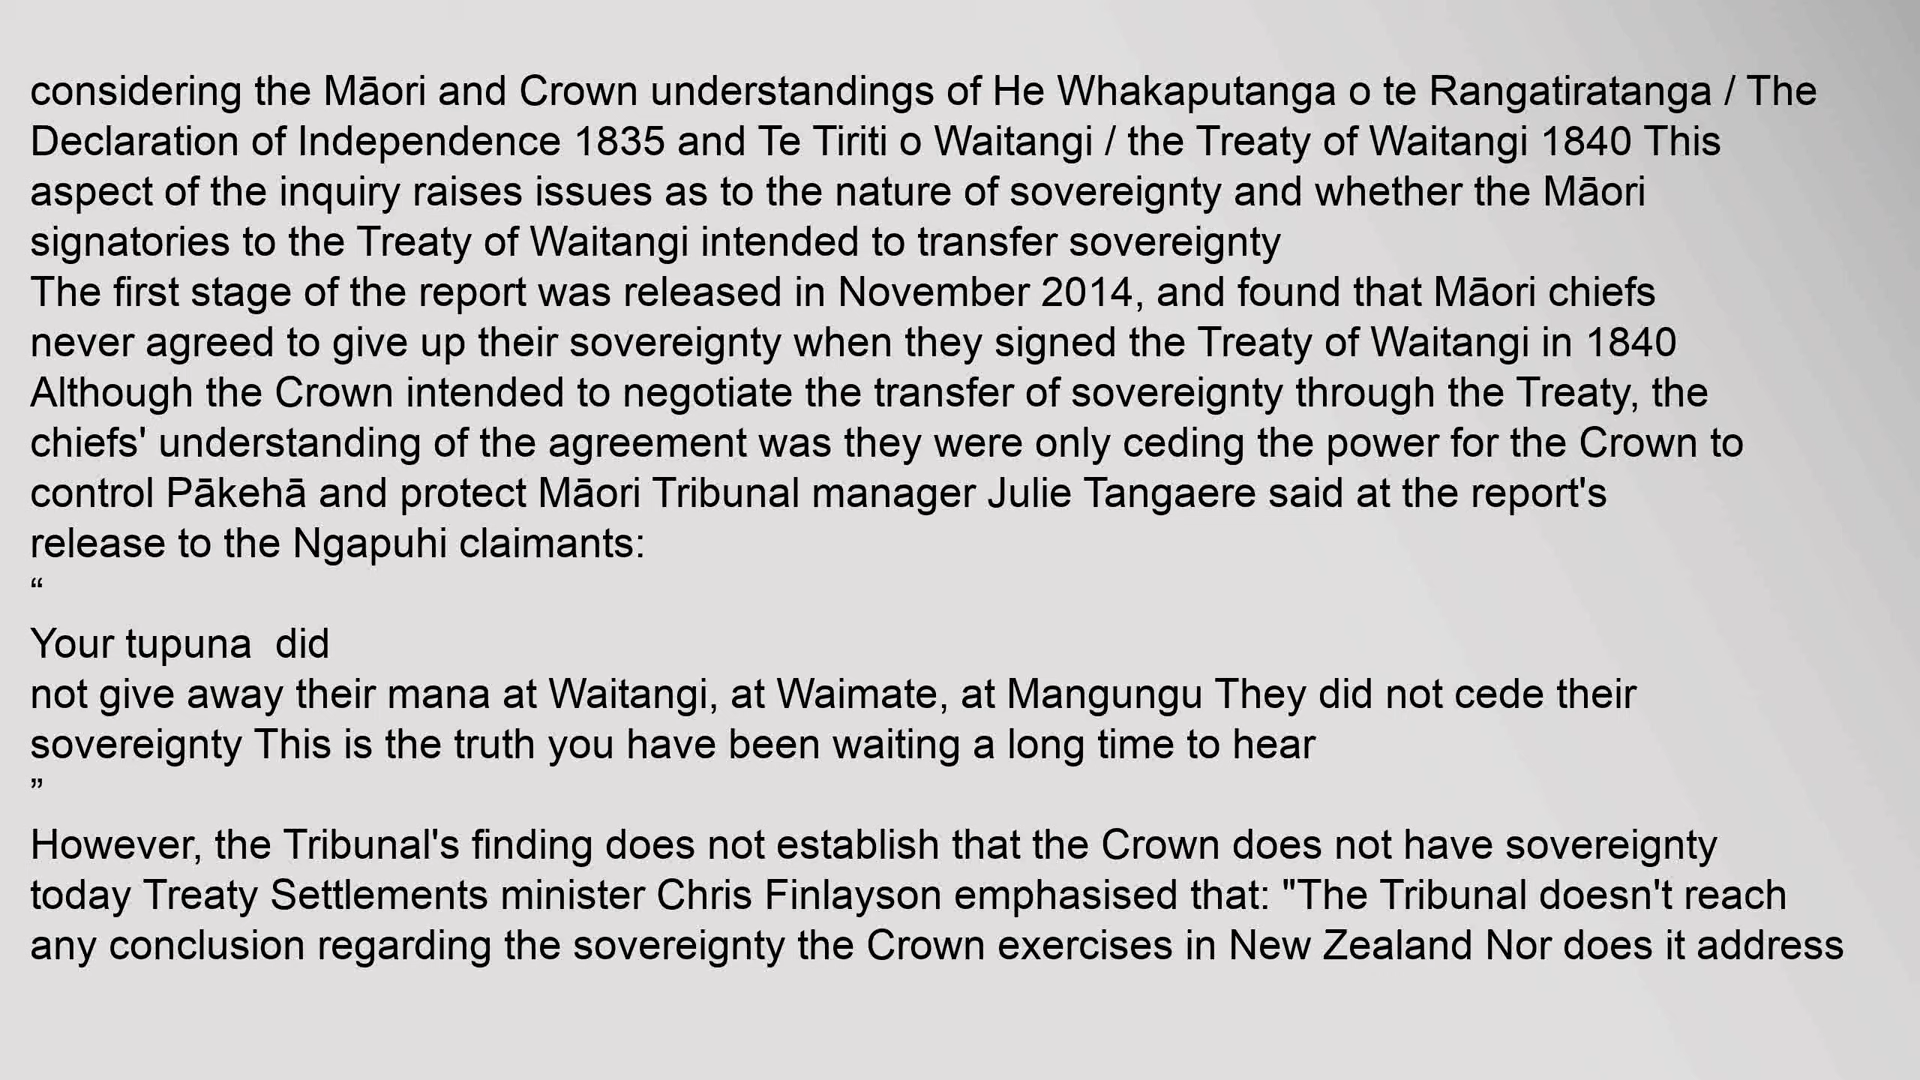 considering the Māori and Crown understandings of He Whakaputanga o te Rangatiratanga / The
Declaration of Independence 1835 and Te Tiriti o Waitangi / the Treaty of Waitangi 1840 This
aspect of the inquiry raises issues as to the nature of sovereignty and whether the Māori
signatories to the Treaty of Waitangi intended to transfer sovereignty
The first stage of the report was released in November 2014, and found that Māori chiefs
never agreed to give up their sovereignty when they signed the Treaty of Waitangi in 1840
Although the Crown intended to negotiate the transfer of sovereignty through the Treaty, the
chiefs' understanding of the agreement was they were only ceding the power for the Crown to
control Pākehā and protect Māori Tribunal manager Julie Tangaere said at the report's
release to the Ngapuhi claimants:
“
Your tupuna  did
not give away their mana at Waitangi, at Waimate, at Mangungu They did not cede their
sovereignty This is the truth you have been waiting a long time to hear
”
However, the Tribunal's finding does not establish that the Crown does not have sovereignty
today Treaty Settlements minister Chris Finlayson emphasised that: "The Tribunal doesn't reach
any conclusion regarding the sovereignty the Crown exercises in New Zealand Nor does it address